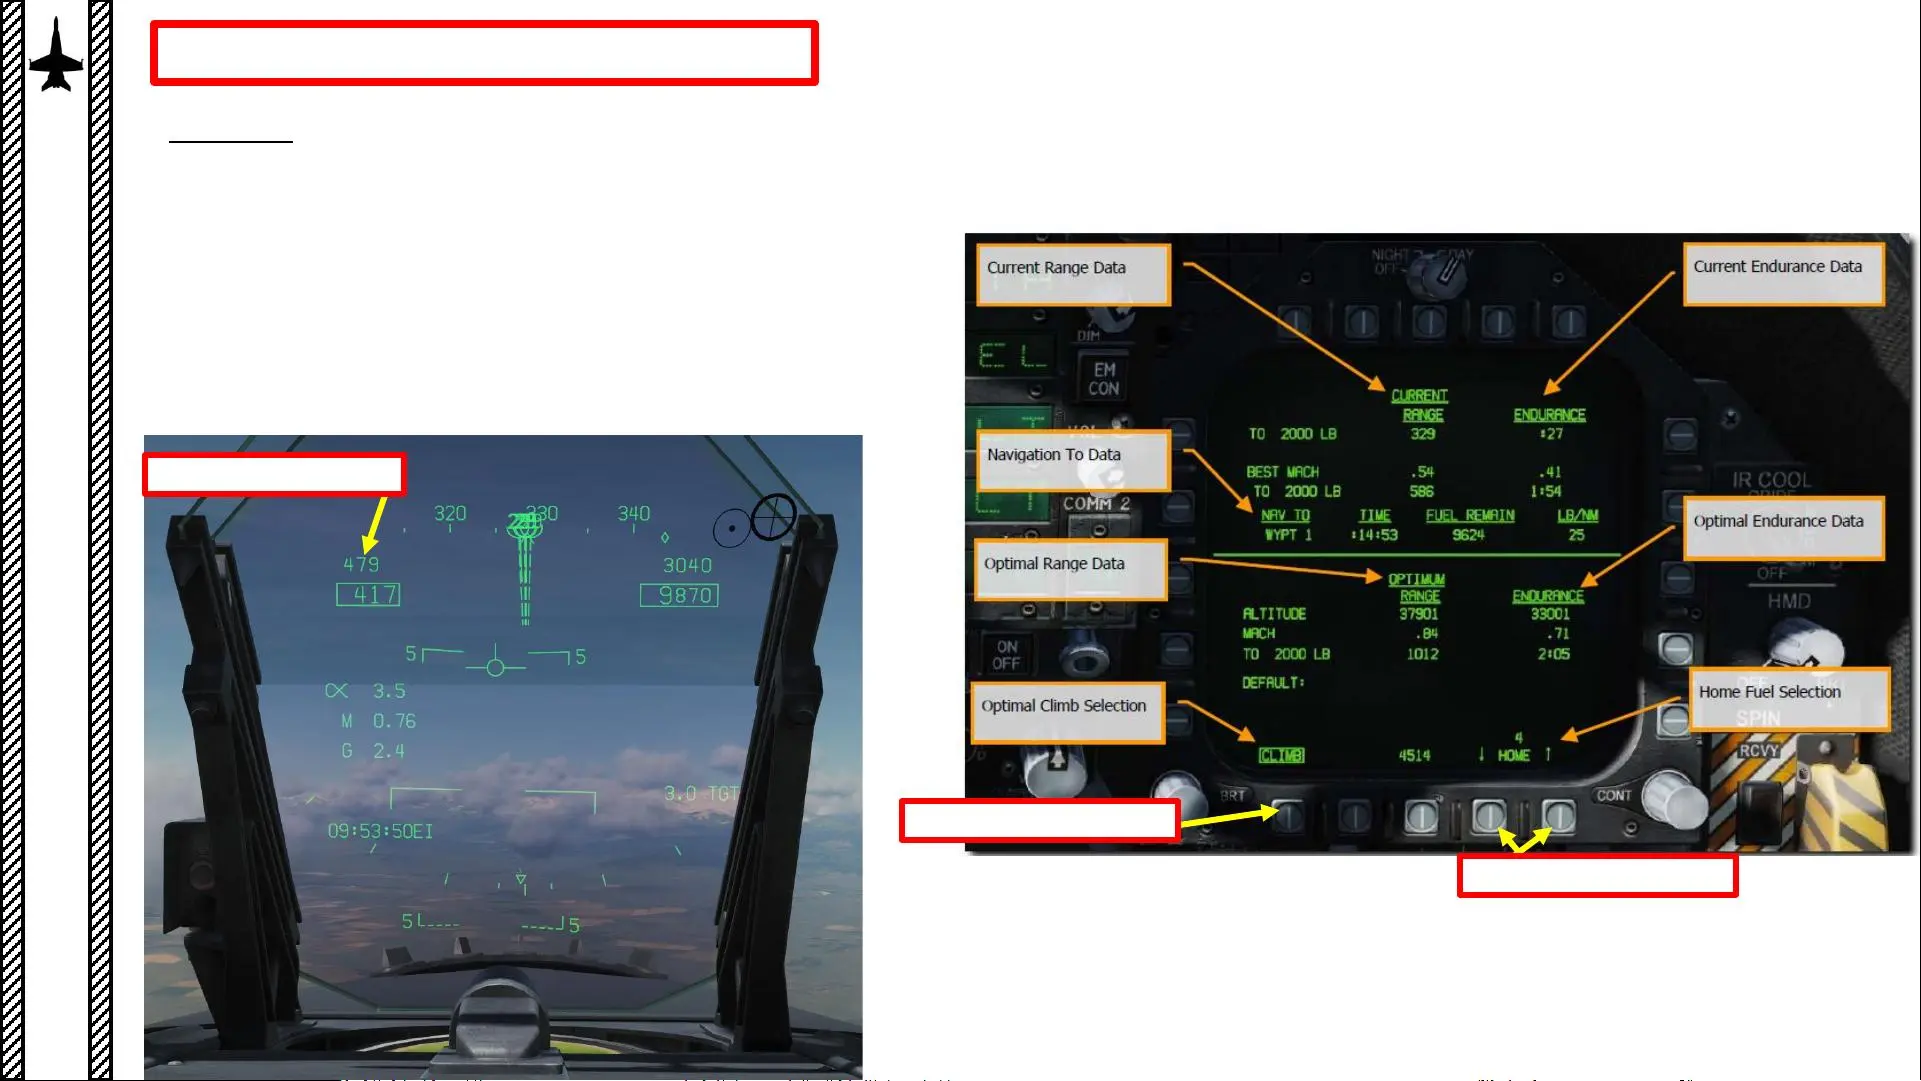 320 330 340
479
417
3040
9870
5 5
α 3.5
M 0.76
G 2.4
3.0 TGT
09:53:50EI
5 5
Current Range Data
Current Endurance Data
Navigation To Data
Optimal Endurance Data
Optimal Range Data
Optimal Climb Selection
Home Fuel Selection
NIGHT DAY
OFF
DIM
EL
EM
CON
COMM 2
ON
OFF
IR COOL
OFF
HMD
SPIN
RCVY
BRT
CONT
CURRENT
RANGE ENDURANCE
TO 2000 LB 329 :27
BEST MACH .54 .41
TO 2000 LB 586 1:54
NAV TO TIME FUEL REMAIN LB/NM
WYPT 1 :14:53 9624 25
OPTIMUM
RANGE ENDURANCE
ALTITUDE 37901 33001
MACH .84 .71
TO 2000 LB 1012 2:05
DEFAULT:
4
CLIMB 4514 ↓ HOME ↑